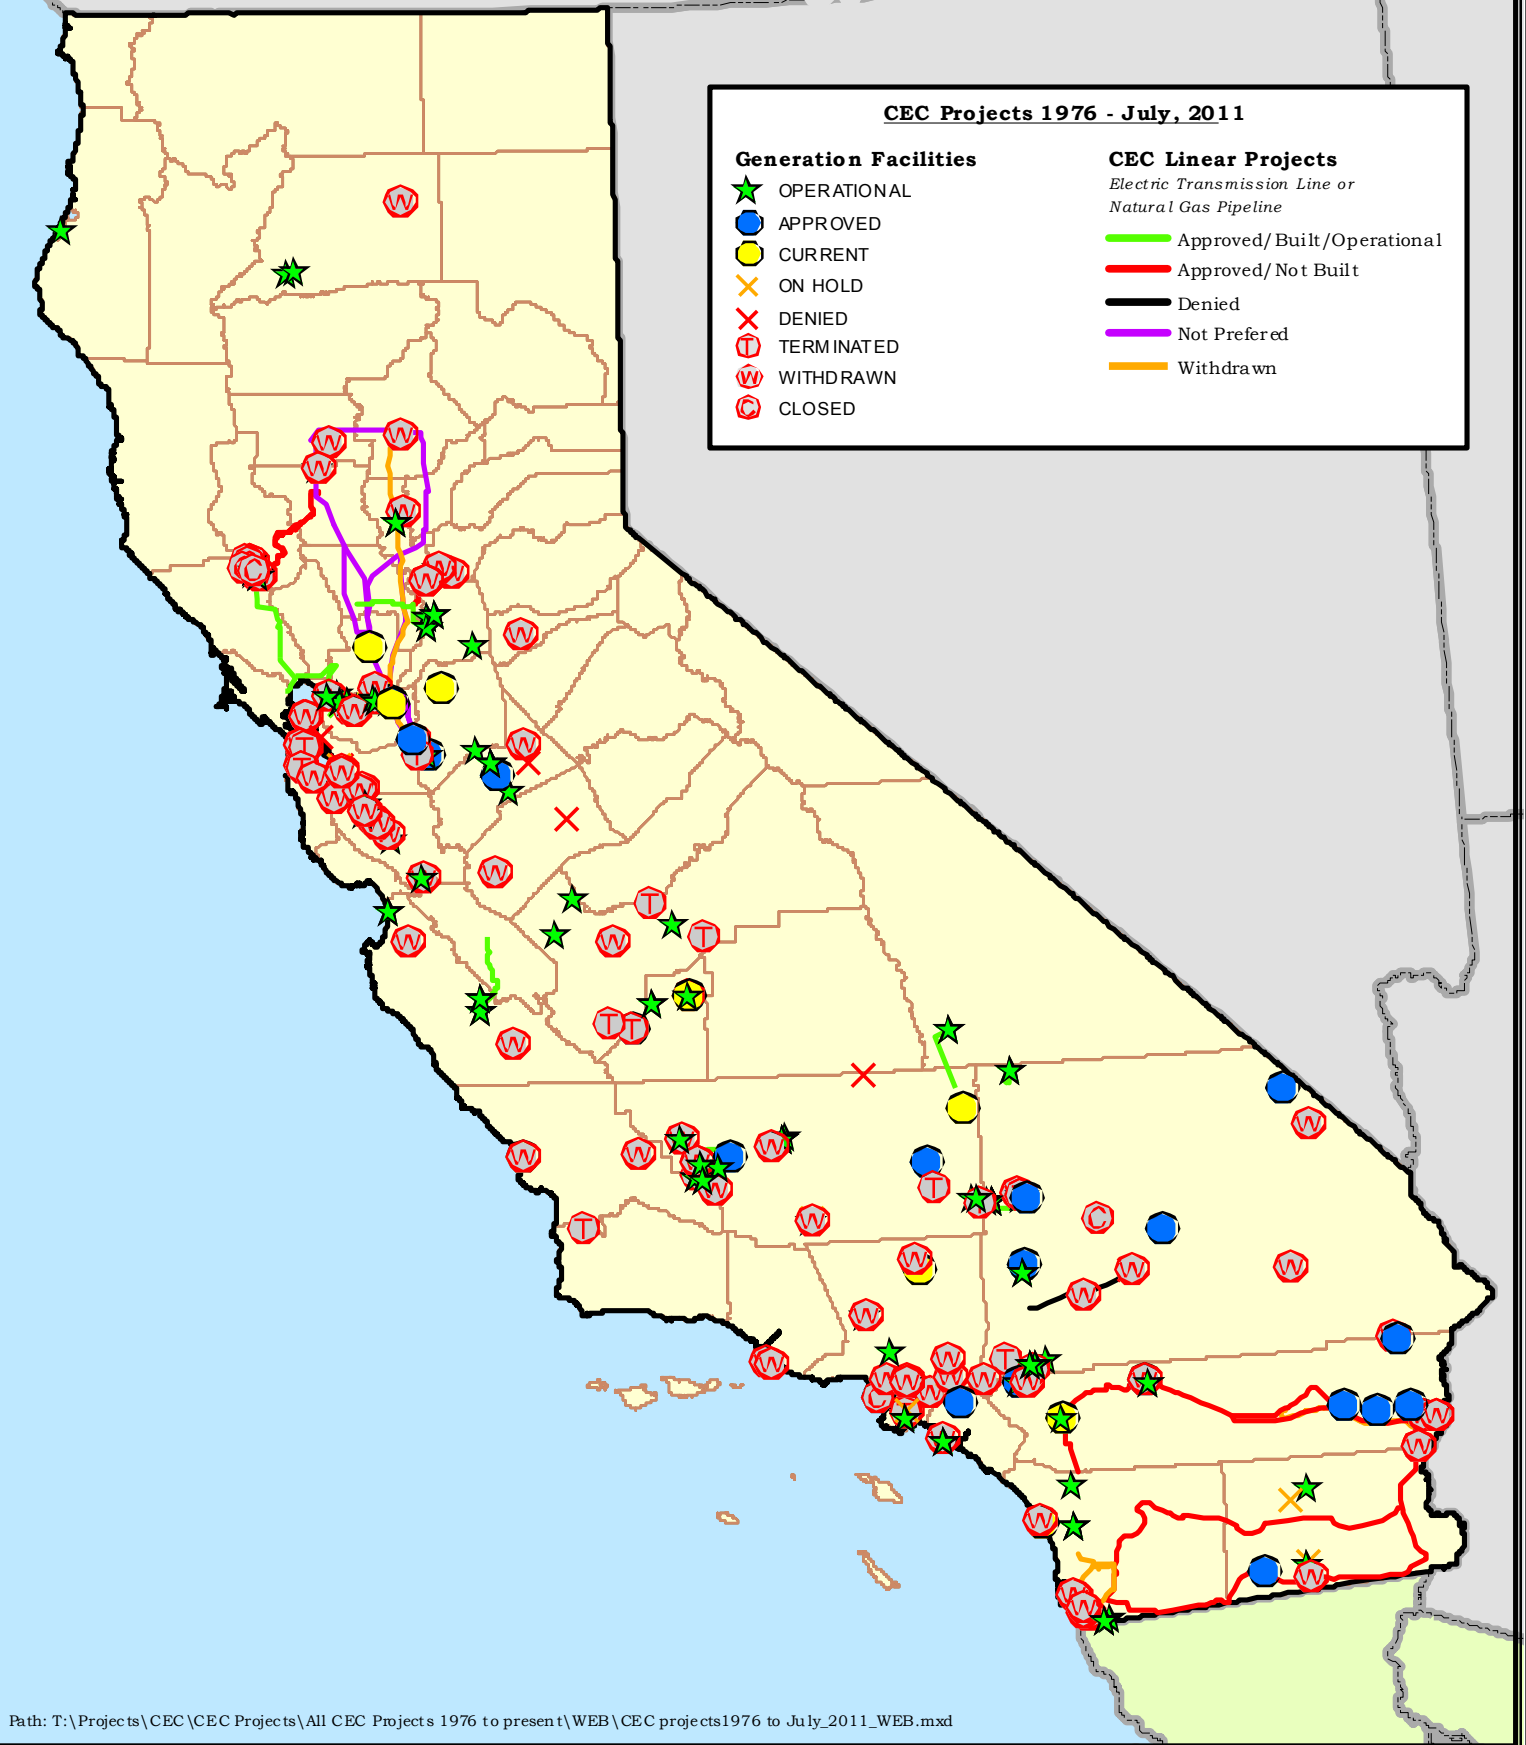 CEC Projects 1976 - July, 2011
Generation Facilities
OPERATIONAL
APPROVED
CURRENT
ON HOLD
DENIED
T TERMINATED
W WITHDRAWN
C CLOSED
CEC Linear Projects
Electric Transmission Line or
Natural Gas Pipeline
Approved/Built/Operational
Approved/Not Built
Denied
Not Prefered
Withdrawn
Path: T:\Projects\CEC\CEC Projects\All CEC Projects 1976 to present\WEB\CEC projects1976 to July_2011_WEB.mxd